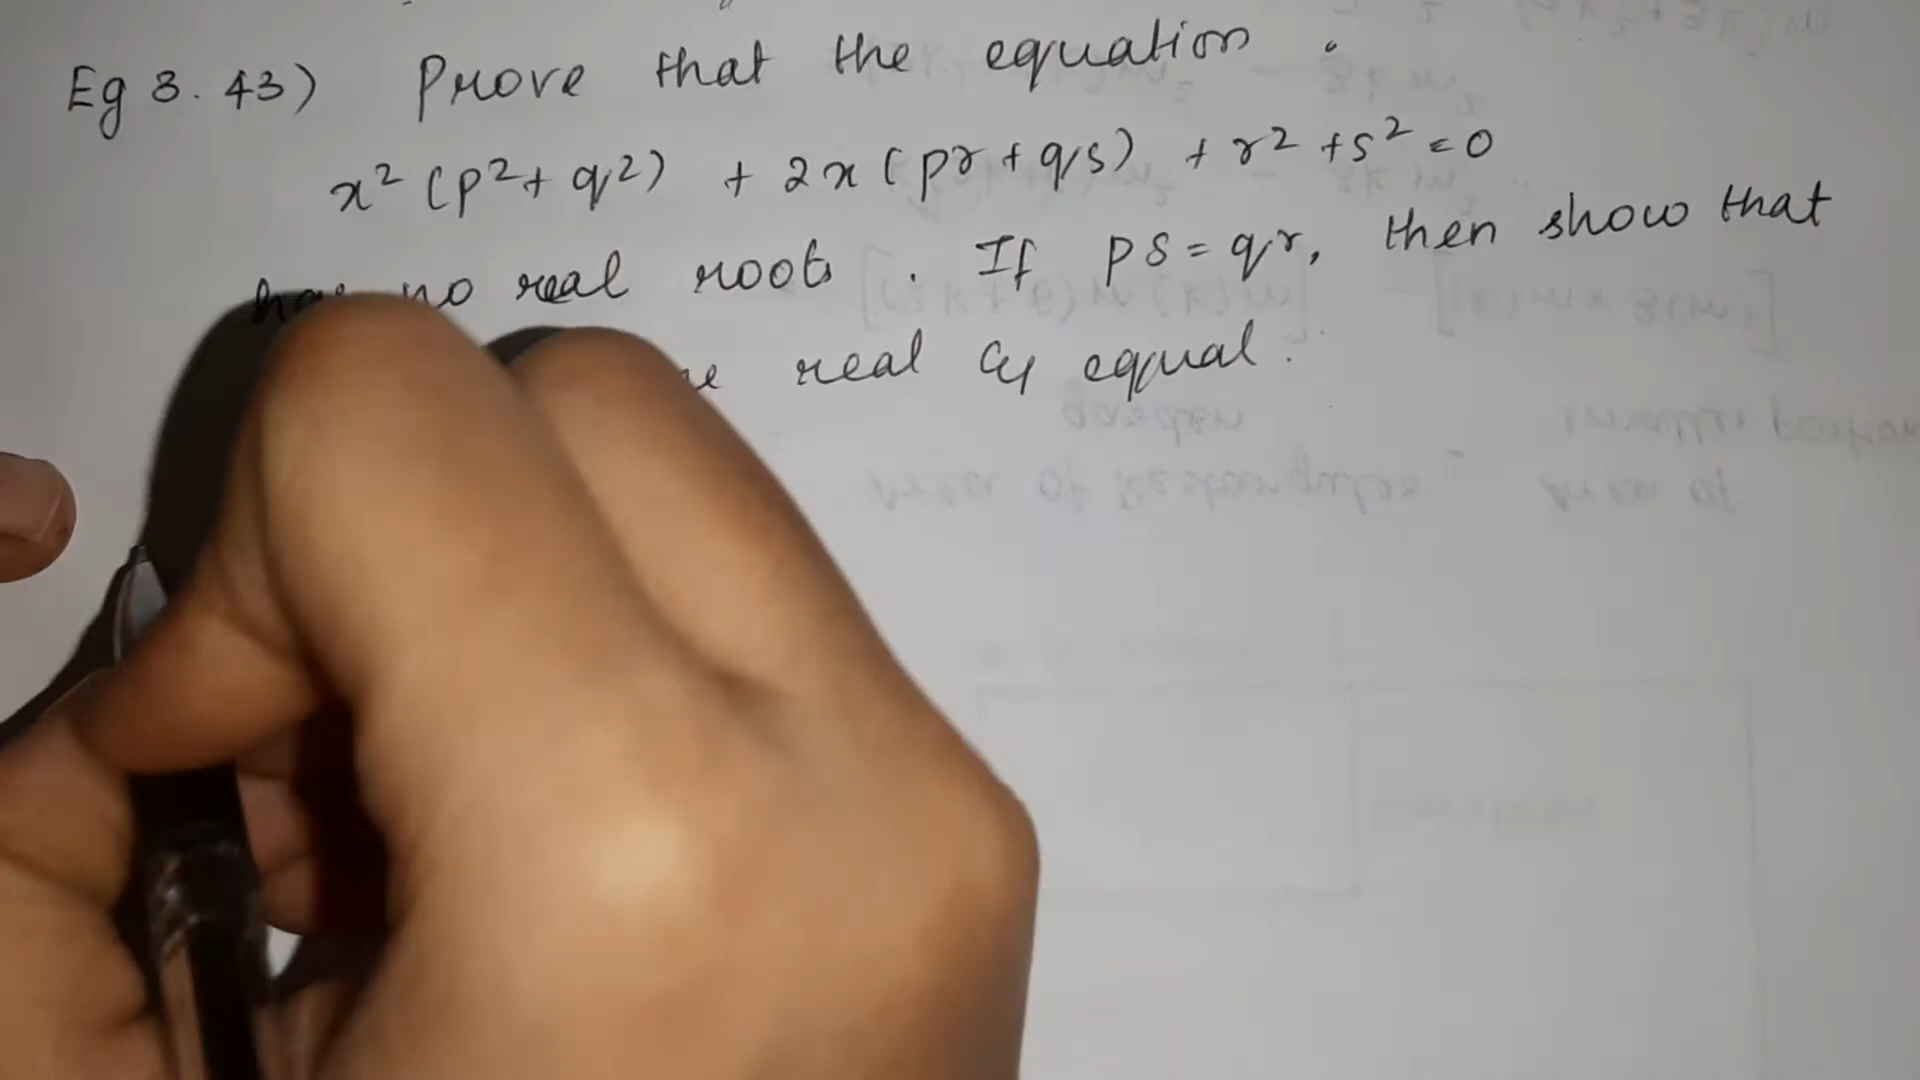 Eg 3.43) Prove that the equation
x² (p²+ q²) + 2x (pr + qs) + r² + s² = 0
has no real roots. If ps = qr, then show that
real & equal.